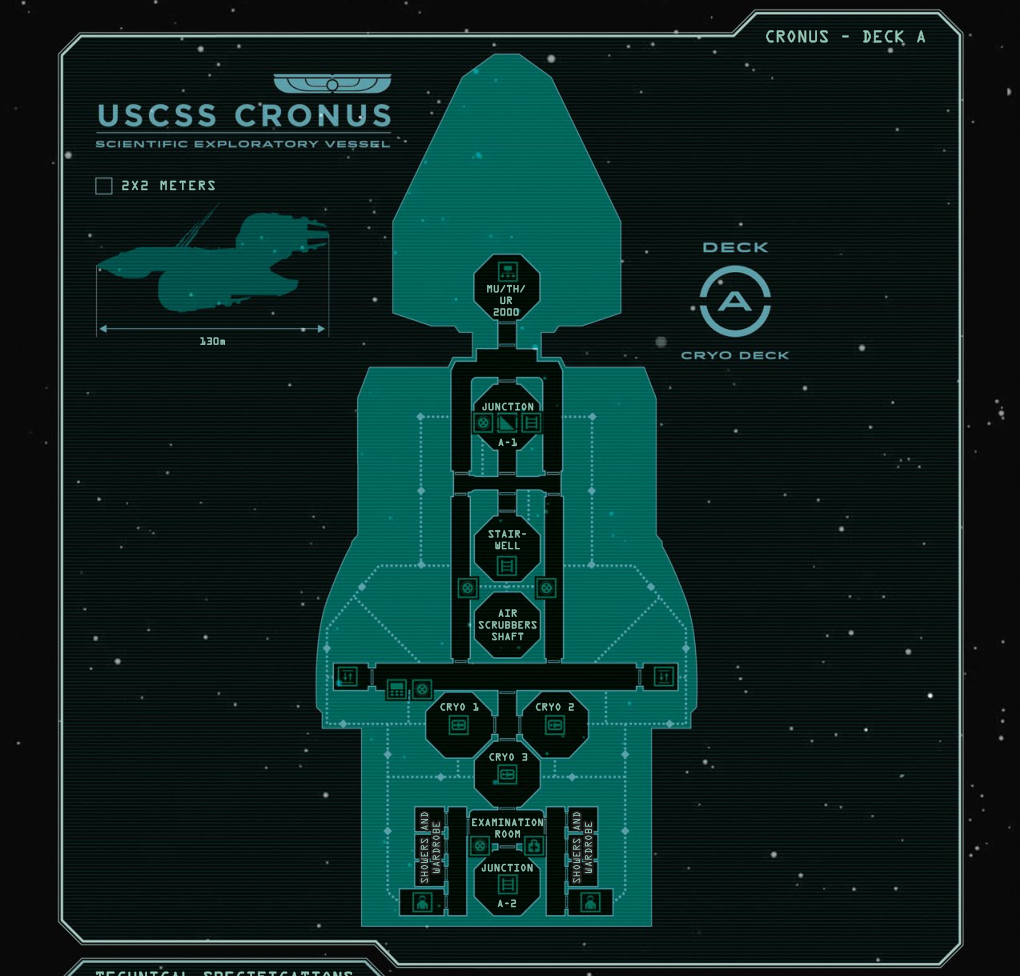 CRONUS - DECK A
USCSS CRONUS
SCIENTIFIC EXPLORATORY VESSEL
2X2 METERS
130m
DECK
A
CRYO DECK
MU/TH/
UR
2000
JUNCTION
A-1
STAIR-
WELL
AIR
SCRUBBERS
SHAFT
CRYO 1
CRYO 2
CRYO 3
SHOWERS AND
WARDROBE
EXAMINATION
ROOM
SHOWERS AND
WARDROBE
JUNCTION
A-2
TECHNICAL SPECIFICATIONS